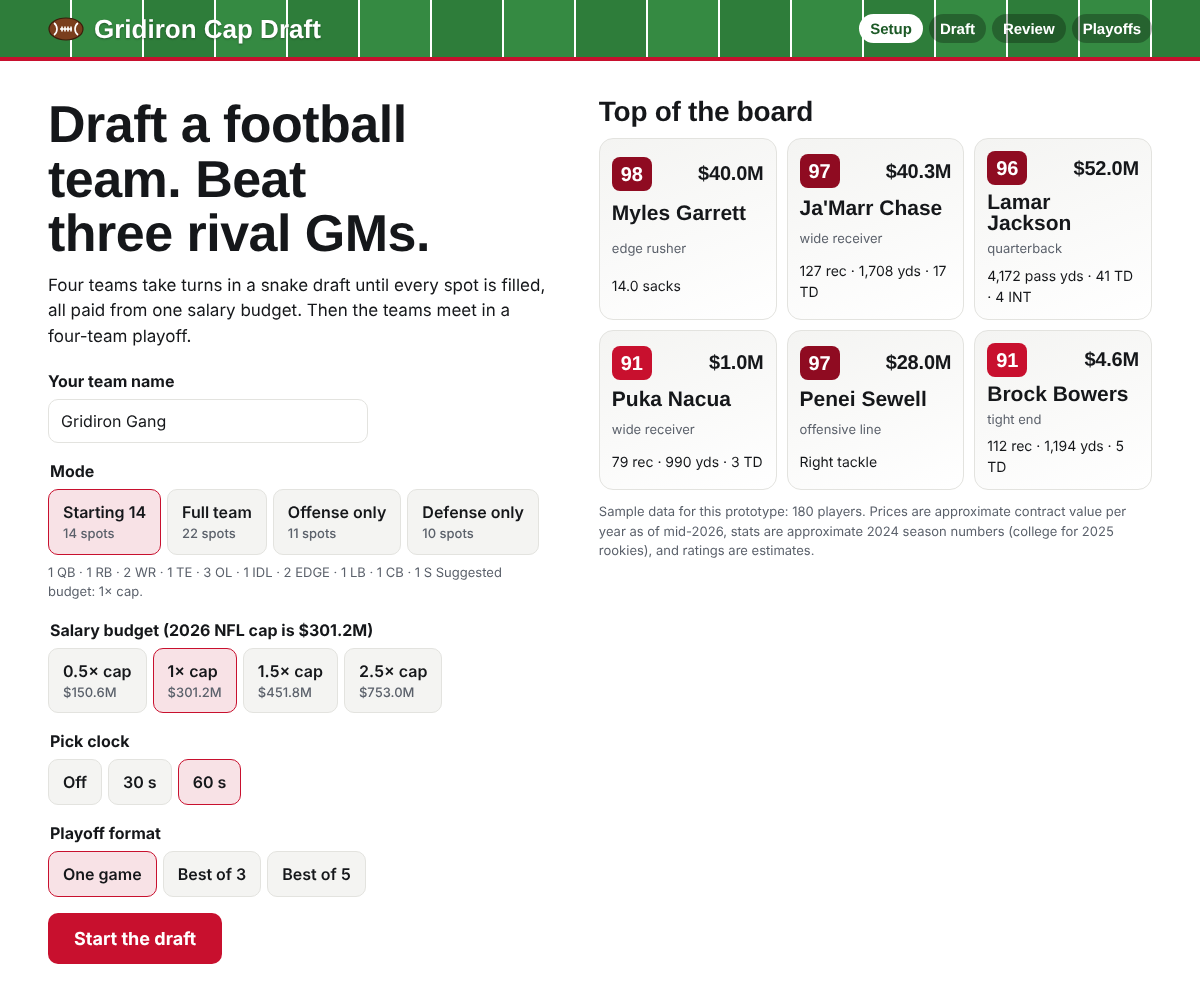 Gridiron Cap Draft
Setup
Draft
Review
Playoffs
Draft a football
team. Beat
three rival GMs.
Four teams take turns in a snake draft until every spot is filled,
all paid from one salary budget. Then the teams meet in a
four-team playoff.
Your team name
Gridiron Gang
Mode
Starting 14
14 spots
Full team
22 spots
Offense only
11 spots
Defense only
10 spots
1 QB · 1 RB · 2 WR · 1 TE · 3 OL · 1 IDL · 2 EDGE · 1 LB · 1 CB · 1 S Suggested
budget: 1× cap.
Salary budget (2026 NFL cap is $301.2M)
0.5× cap
$150.6M
1× cap
$301.2M
1.5× cap
$451.8M
2.5× cap
$753.0M
Pick clock
Off
30 s
60 s
Playoff format
One game
Best of 3
Best of 5
Start the draft
Top of the board
98 $40.0M
Myles Garrett
edge rusher
14.0 sacks
97 $40.3M
Ja'Marr Chase
wide receiver
127 rec · 1,708 yds · 17
TD
96 $52.0M
Lamar
Jackson
quarterback
4,172 pass yds · 41 TD
· 4 INT
91 $1.0M
Puka Nacua
wide receiver
79 rec · 990 yds · 3 TD
97 $28.0M
Penei Sewell
offensive line
Right tackle
91 $4.6M
Brock Bowers
tight end
112 rec · 1,194 yds · 5
TD
Sample data for this prototype: 180 players. Prices are approximate contract value per
year as of mid-2026, stats are approximate 2024 season numbers (college for 2025
rookies), and ratings are estimates.